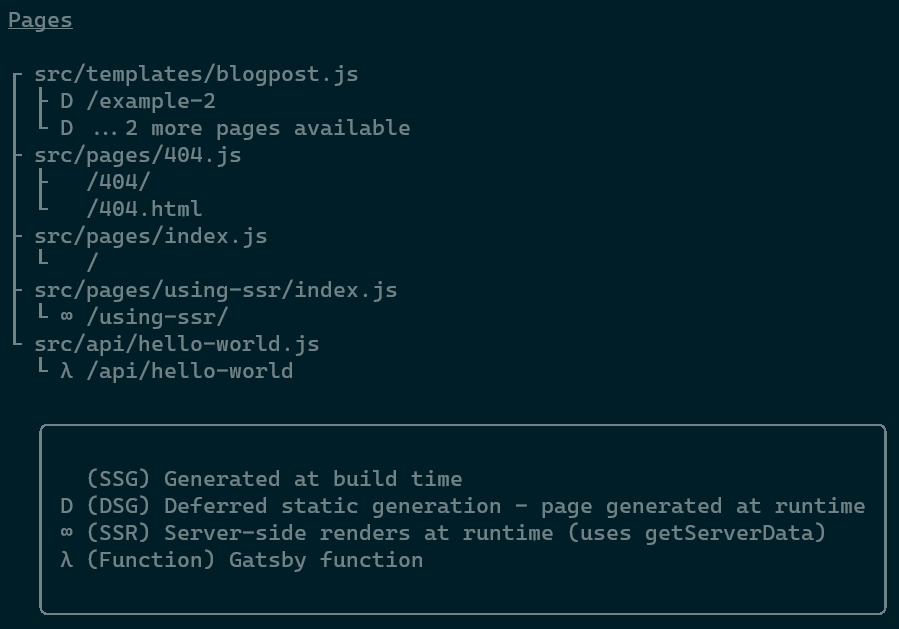 Pages
src/templates/blogpost.js
D /example-2
D ...2 more pages available
src/pages/404.js
/404/
/404.html
src/pages/index.js
/
src/pages/using-ssr/index.js
∞ /using-ssr/
src/api/hello-world.js
λ /api/hello-world
(SSG) Generated at build time
D (DSG) Deferred static generation - page generated at runtime
∞ (SSR) Server-side renders at runtime (uses getServerData)
λ (Function) Gatsby function